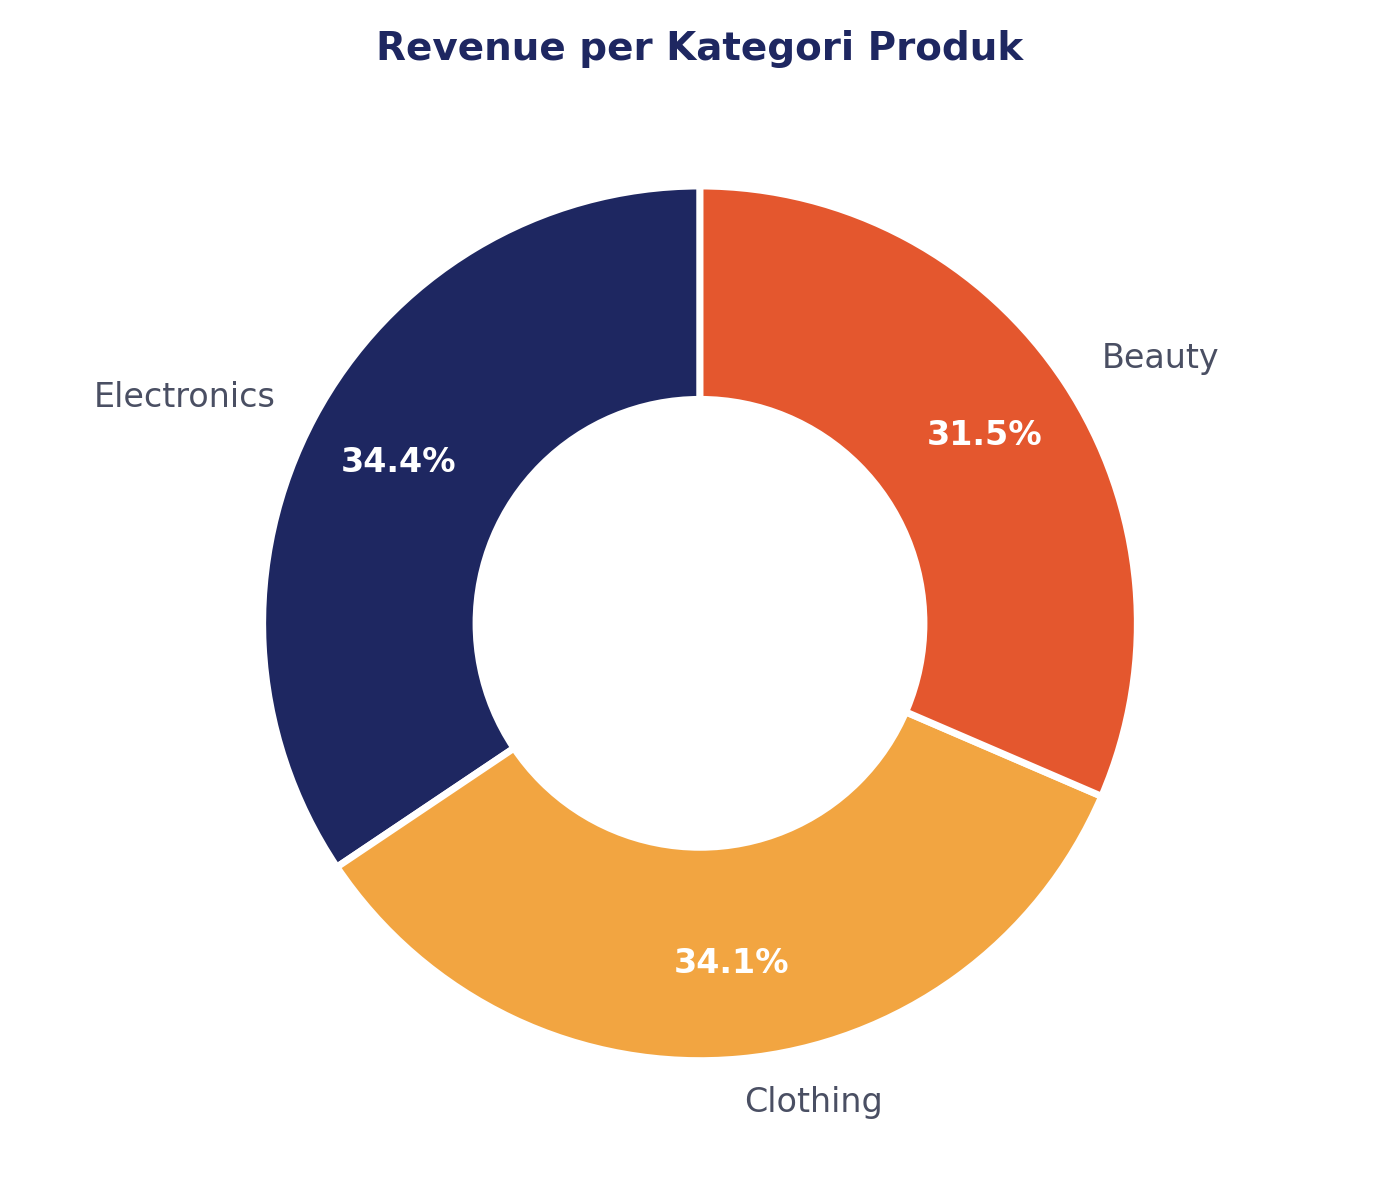 Revenue per Kategori Produk
Beauty
31.5%
Electronics
34.4%
34.1%
Clothing